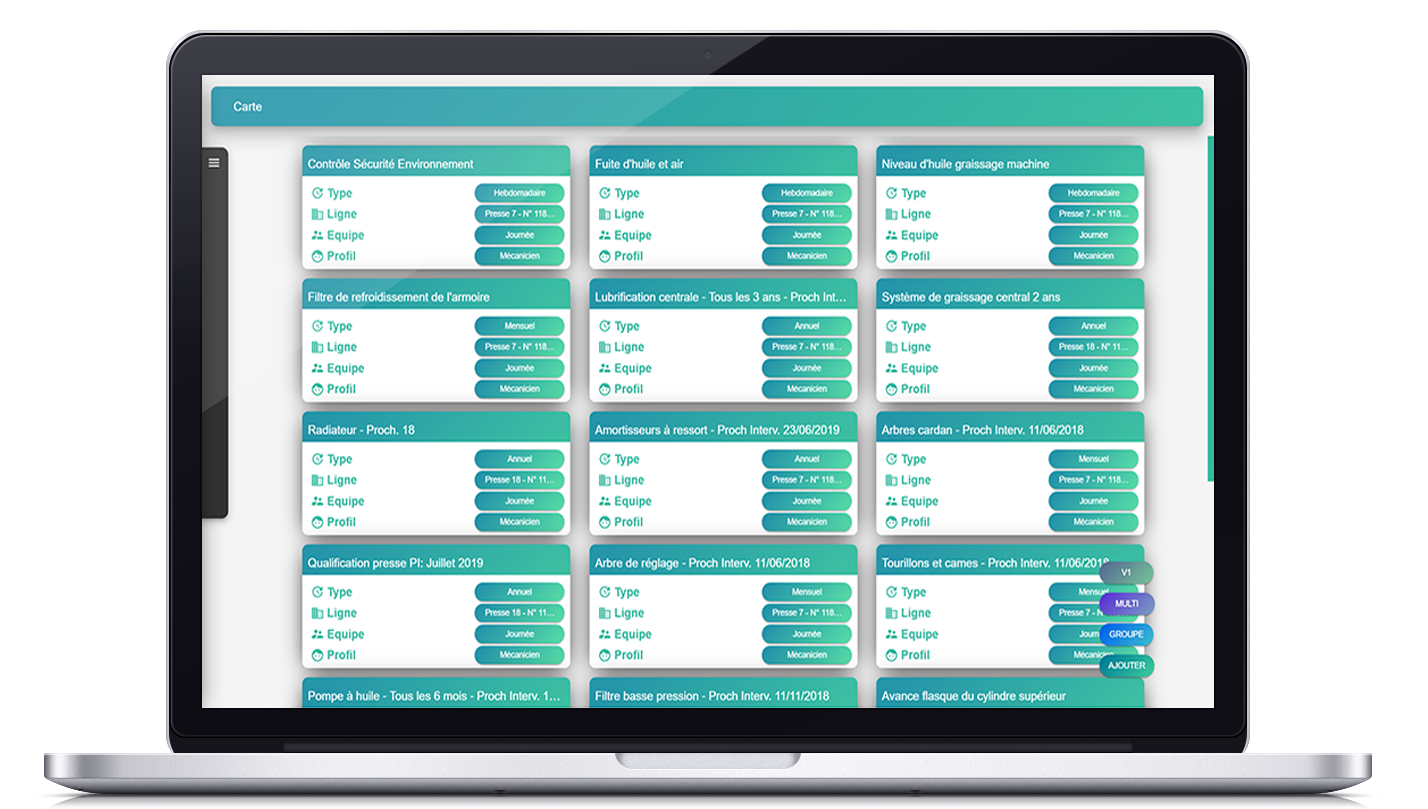 Carte
Contrôle Sécurité Environnement
Type
Hebdomadaire
Ligne
Presse 7 - N° 118...
Equipe
Journée
Profil
Mécanicien
Fuite d'huile et air
Type
Hebdomadaire
Ligne
Presse 7 - N° 118...
Equipe
Journée
Profil
Mécanicien
Niveau d'huile graissage machine
Type
Hebdomadaire
Ligne
Presse 7 - N° 118...
Equipe
Journée
Profil
Mécanicien
Filtre de refroidissement de l'armoire
Type
Mensuel
Ligne
Presse 7 - N° 118...
Equipe
Journée
Profil
Mécanicien
Lubrification centrale - Tous les 3 ans - Proch Int...
Type
Annuel
Ligne
Presse 7 - N° 118...
Equipe
Journée
Profil
Mécanicien
Système de graissage central 2 ans
Type
Annuel
Ligne
Presse 18 - N° 11...
Equipe
Journée
Profil
Mécanicien
Radiateur - Proch. 18
Type
Annuel
Ligne
Presse 18 - N° 11...
Equipe
Journée
Profil
Mécanicien
Amortisseurs à ressort - Proch Interv. 23/06/2019
Type
Annuel
Ligne
Presse 7 - N° 118...
Equipe
Journée
Profil
Mécanicien
Arbres cardan - Proch Interv. 11/06/2018
Type
Mensuel
Ligne
Presse 7 - N° 118...
Equipe
Journée
Profil
Mécanicien
Qualification presse PI: Juillet 2019
Type
Annuel
Ligne
Presse 18 - N° 11...
Equipe
Journée
Profil
Mécanicien
Arbre de réglage - Proch Interv. 11/06/2018
Type
Mensuel
Ligne
Presse 7 - N° 118...
Equipe
Journée
Profil
Mécanicien
Tourillons et cames - Proch Interv. 11/06/2018
Type
Mensuel
Ligne
Presse 7 - N
Equipe
Journ
Profil
Mécanicien
V1
MULTI
GROUPE
AJOUTER
Pompe à huile - Tous les 6 mois - Proch Interv. 1...
Filtre basse pression - Proch Interv. 11/11/2018
Avance flasque du cylindre supérieur